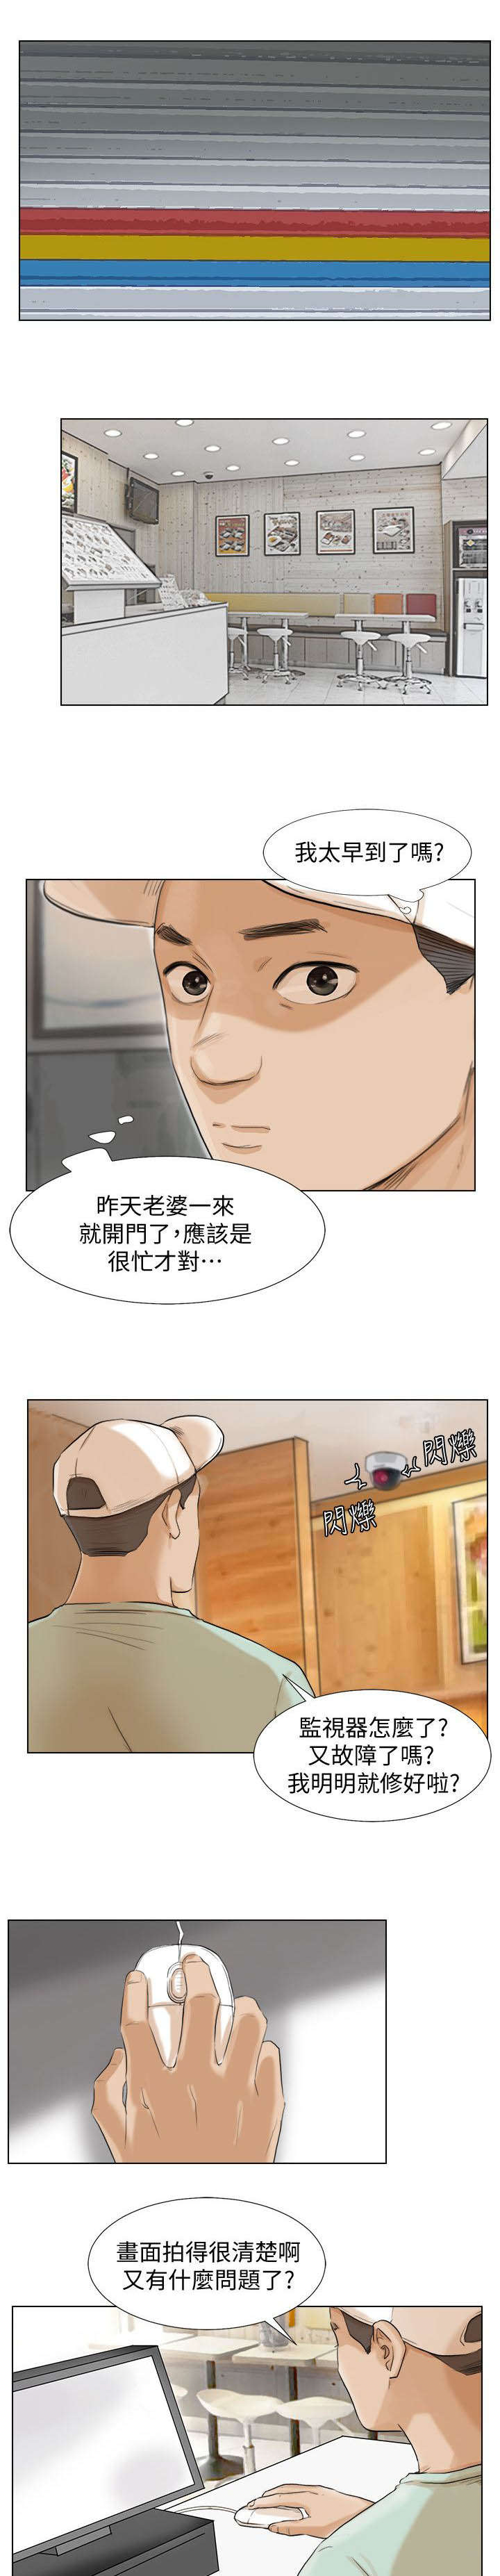 我太早到了嗎?
昨天老婆一來
就開門了,應該是
很忙才對…
閃爍
閃爍
監視器怎麼了?
又故障了嗎?
我明明就修好啦?
畫面拍得很清楚啊
又有什麼問題了?